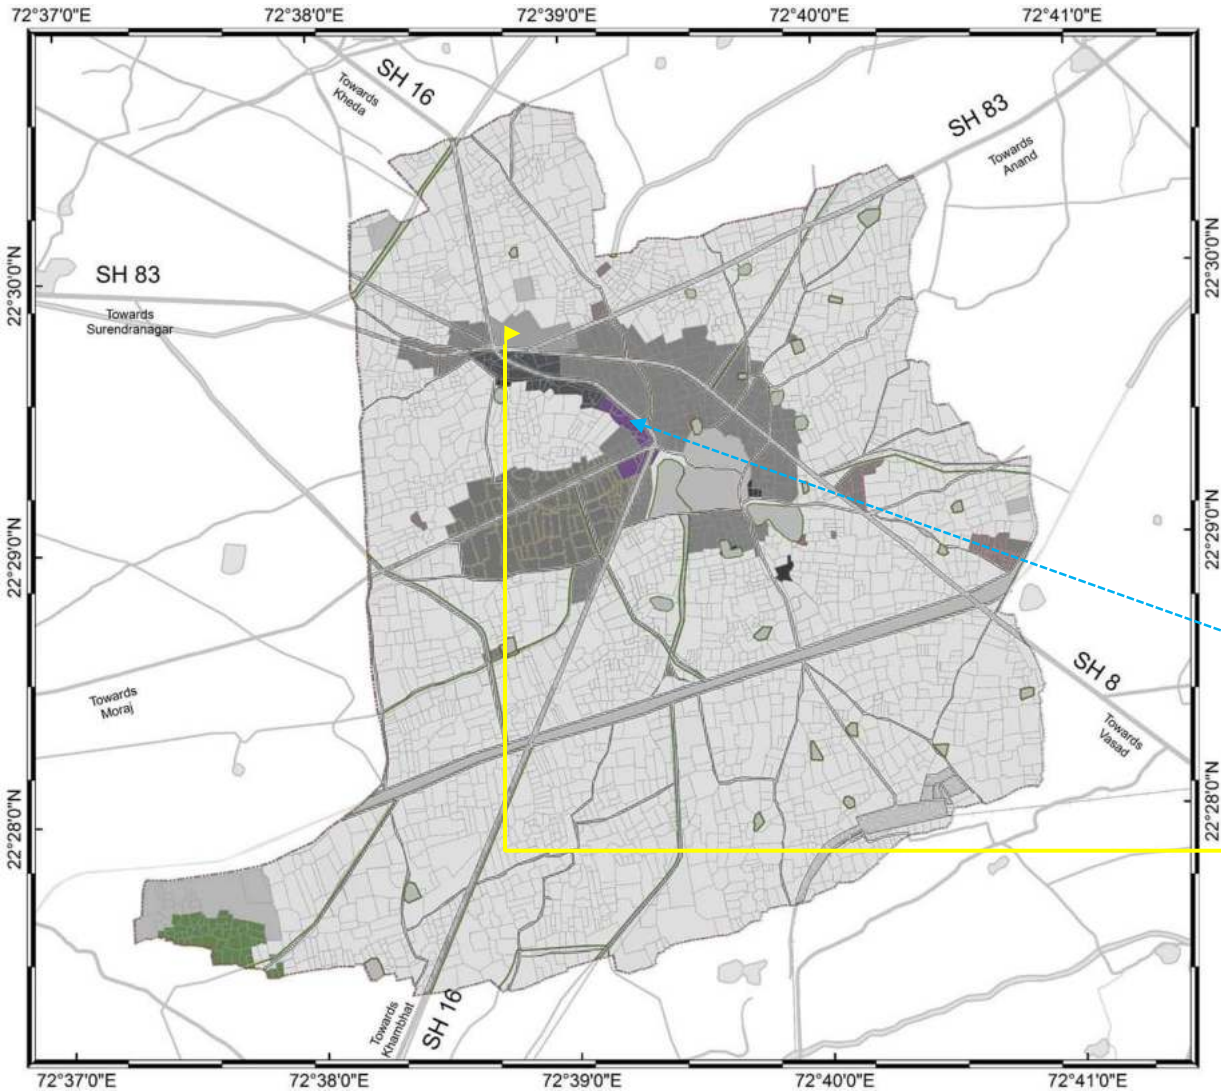 72°37'0"E 72°38'0"E 72°39'0"E 72°40'0"E 72°41'0"E
SH 16
Towards
Kheda
SH 83
Towards
Anand
22°30'0"N
22°30'0"N
SH 83
Towards
Surendranagar
22°29'0"N
22°29'0"N
Towards
Moraj
SH 8
Towards
Vasad
22°28'0"N
22°28'0"N
Towards
Khambhat
SH 16
72°37'0"E 72°38'0"E 72°39'0"E 72°40'0"E 72°41'0"E